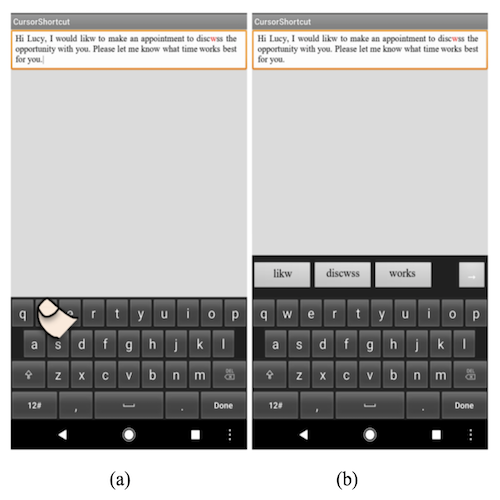 CursorShortcut
Hi Lucy, I would likw to make an appointment to discwss the
opportunity with you. Please let me know what time works best
for you.
q e r t y u i o p
a s d f g h j k l
z x c v b n m DEL
12# , . Done
(a)
CursorShortcut
Hi Lucy, I would likw to make an appointment to discwss the
opportunity with you. Please let me know what time works best
for you.
likw discwss works →
q w e r t y u i o p
a s d f g h j k l
z x c v b n m DEL
12# , . Done
(b)